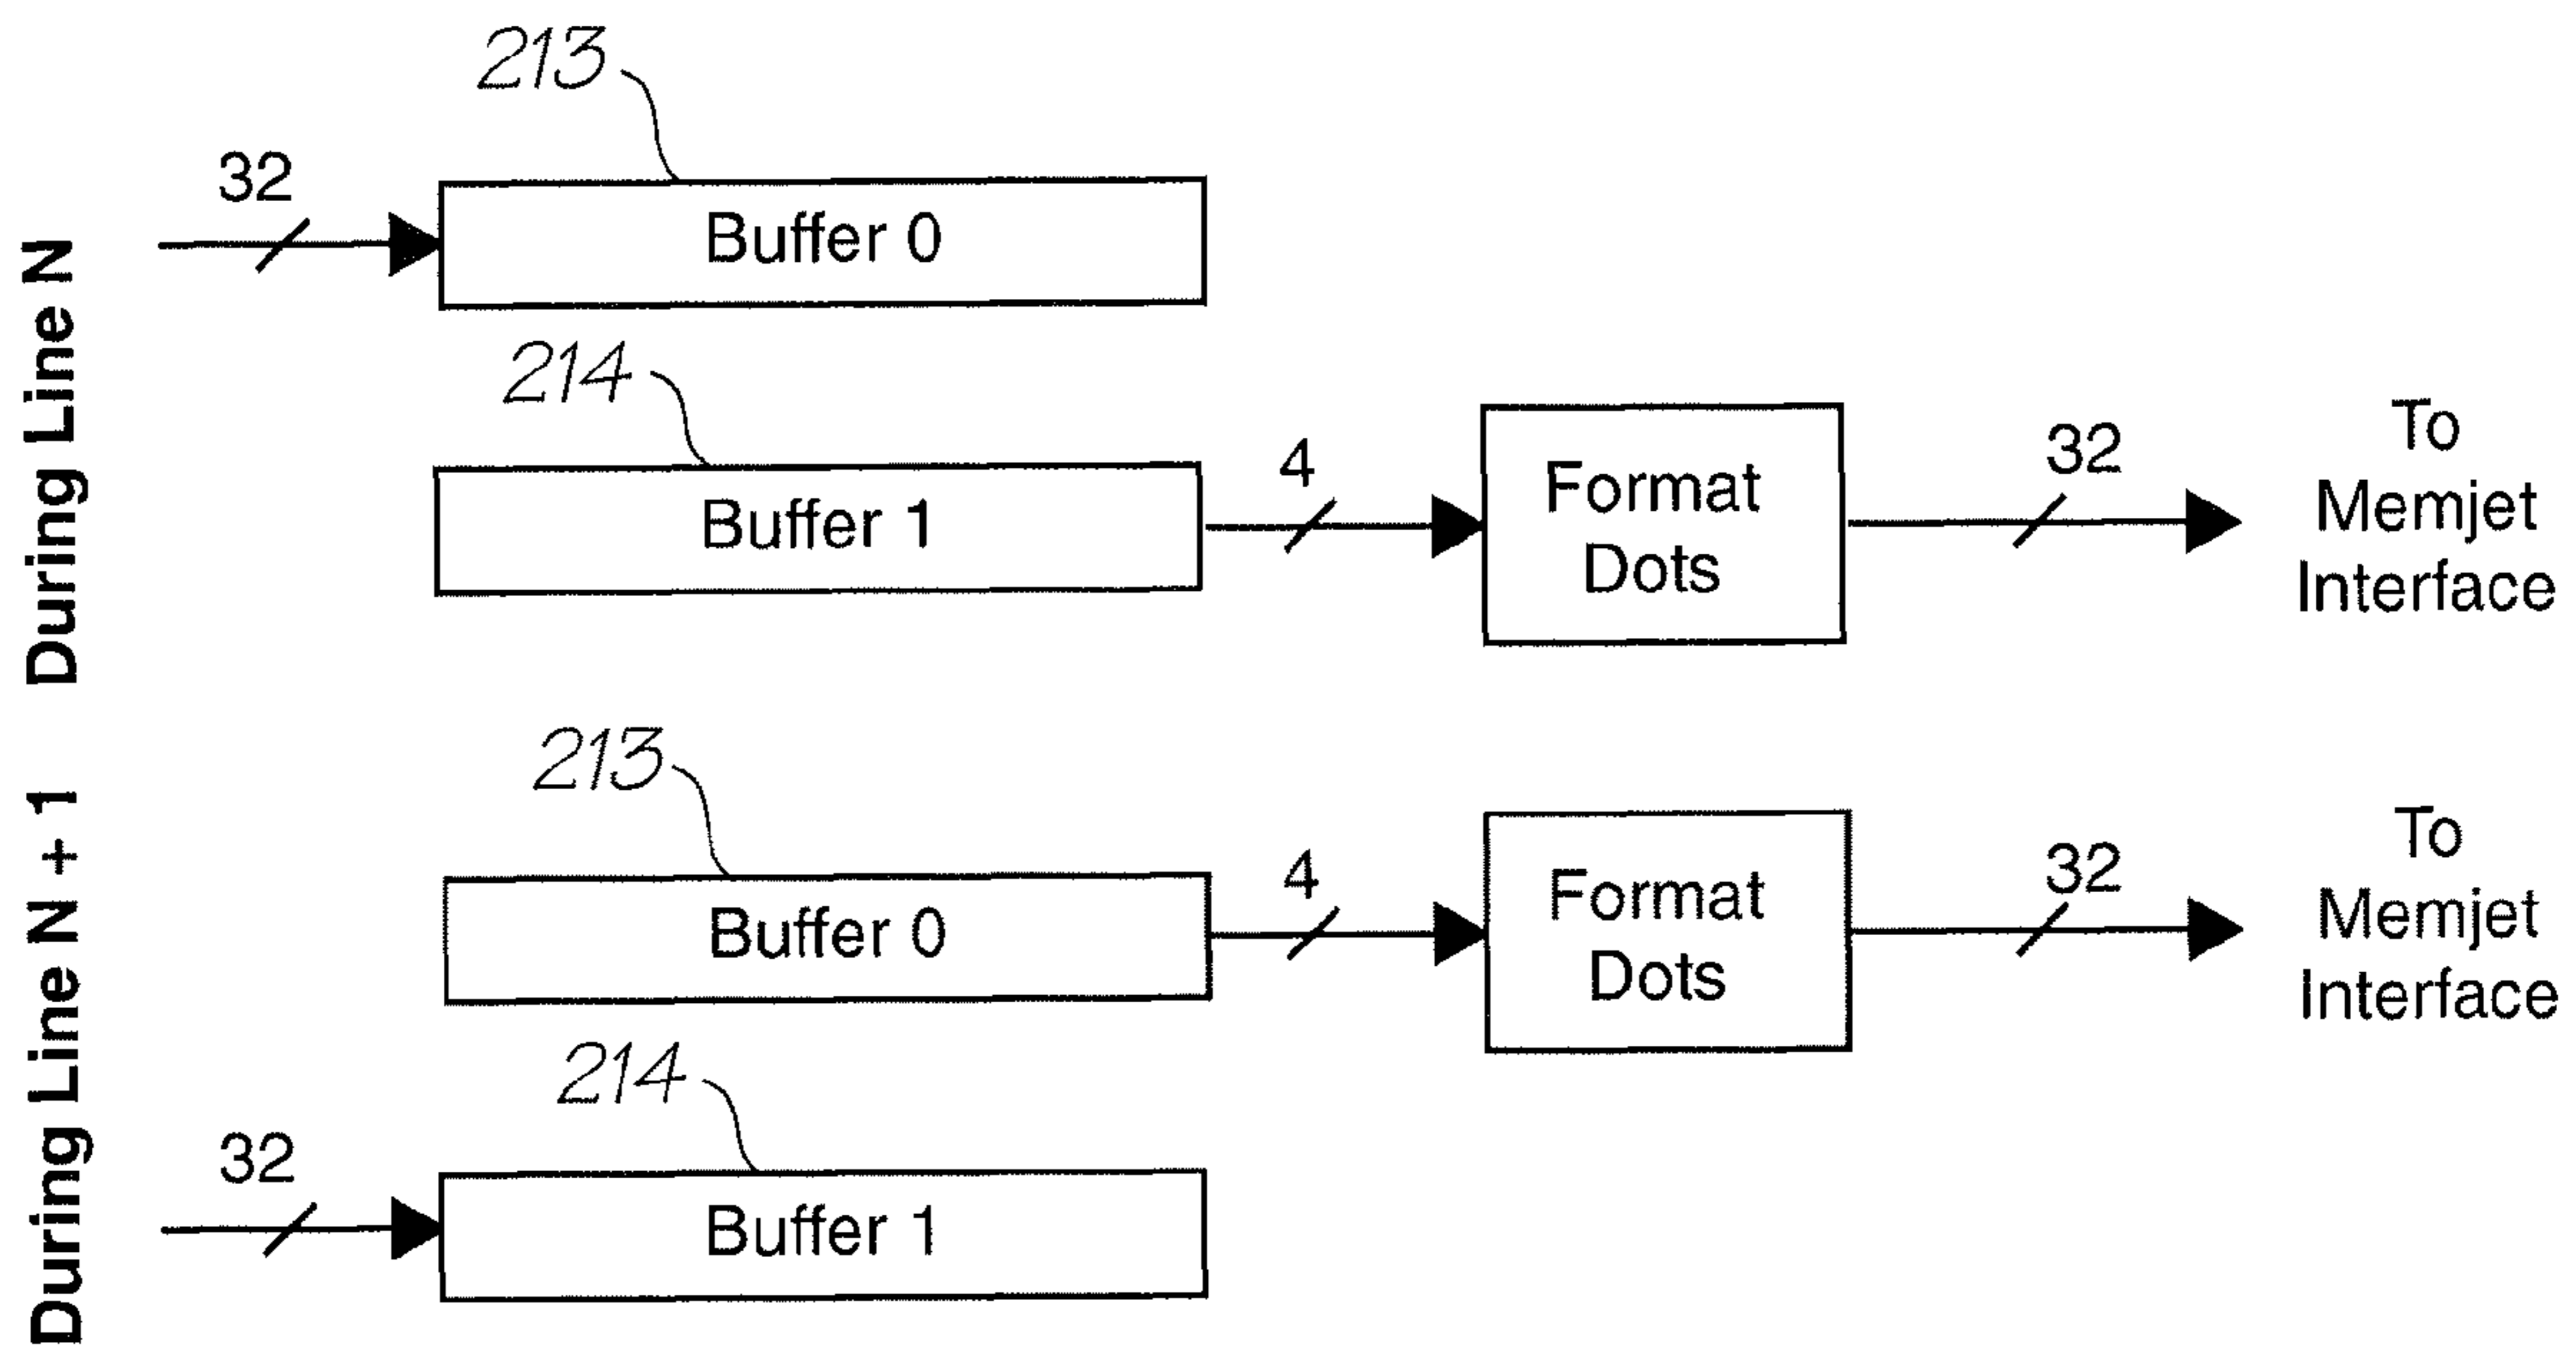 During Line N
213
32
Buffer 0
214
Buffer 1
4
Format
Dots
32
To
Memjet
Interface
During Line N + 1
213
Buffer 0
4
Format
Dots
32
To
Memjet
Interface
214
32
Buffer 1